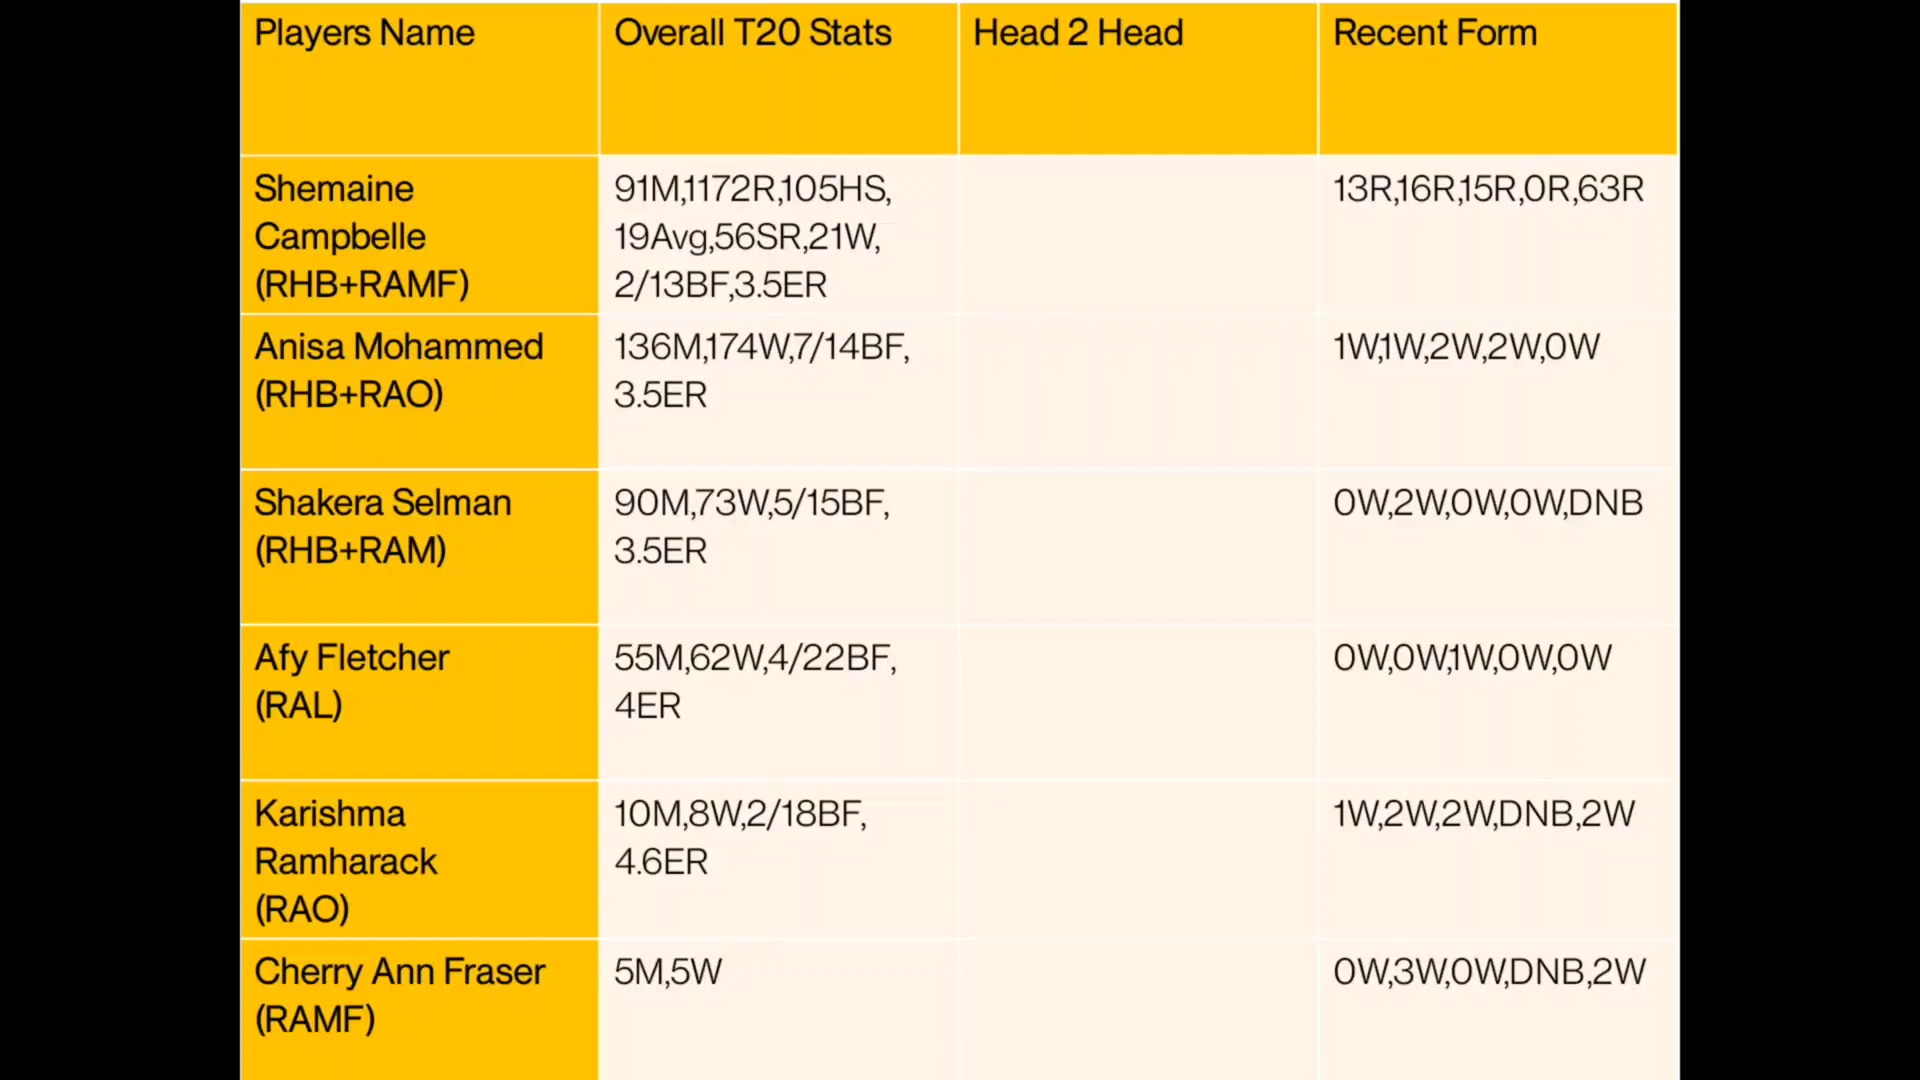 Players Name
Overall T20 Stats
Head 2 Head
Recent Form
Shemaine
Campbelle
(RHB+RAMF)
91M,1172R,105HS,
19Avg,56SR,21W,
2/13BF,3.5ER
13R,16R,15R,0R,63R
Anisa Mohammed
(RHB+RAO)
136M,174W,7/14BF,
3.5ER
1W,1W,2W,2W,0W
Shakera Selman
(RHB+RAM)
90M,73W,5/15BF,
3.5ER
0W,2W,0W,0W,DNB
Afy Fletcher
(RAL)
55M,62W,4/22BF,
4ER
0W,0W,1W,0W,0W
Karishma
Ramharack
(RAO)
10M,8W,2/18BF,
4.6ER
1W,2W,2W,DNB,2W
Cherry Ann Fraser
(RAMF)
5M,5W
0W,3W,0W,DNB,2W